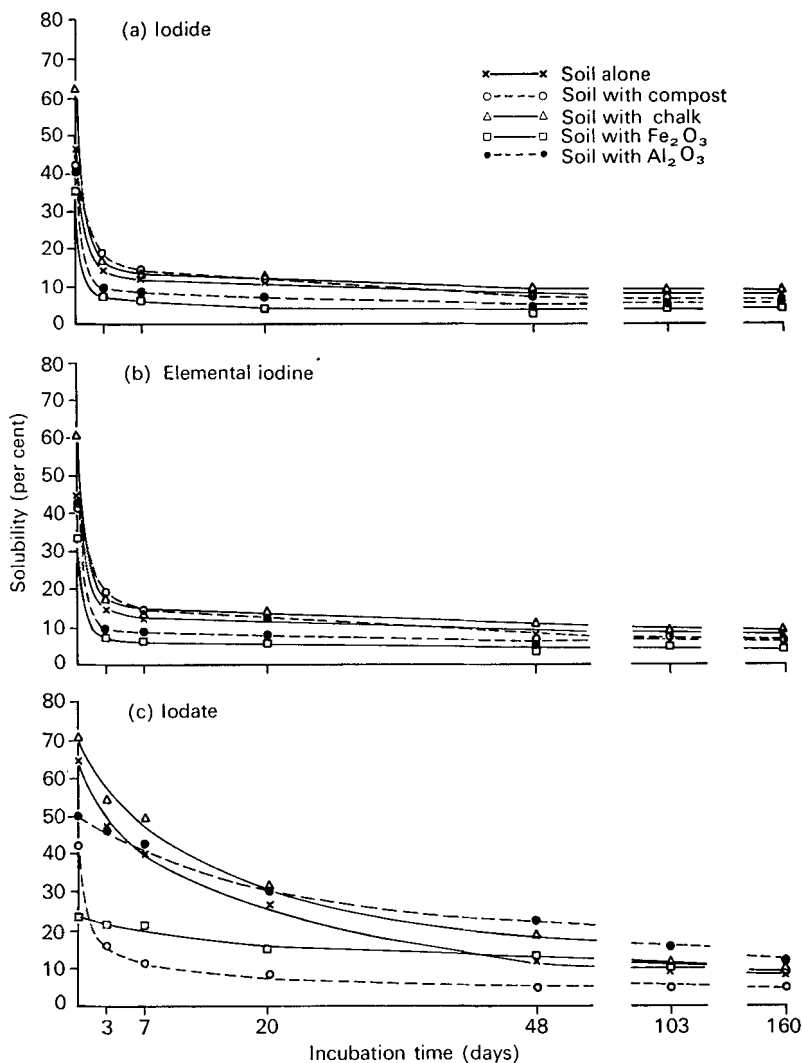 (a) Iodide
80
70
60
50
40
30
20
10
0
Soil alone
Soil with compost
Soil with chalk
Soil with Fe₂O₃
Soil with Al₂O₃
(b) Elemental iodine
80
70
60
50
40
30
20
10
0
Solubility (per cent)
(c) Iodate
80
70
60
50
40
30
20
10
0
3 7 20 48 103 160
Incubation time (days)